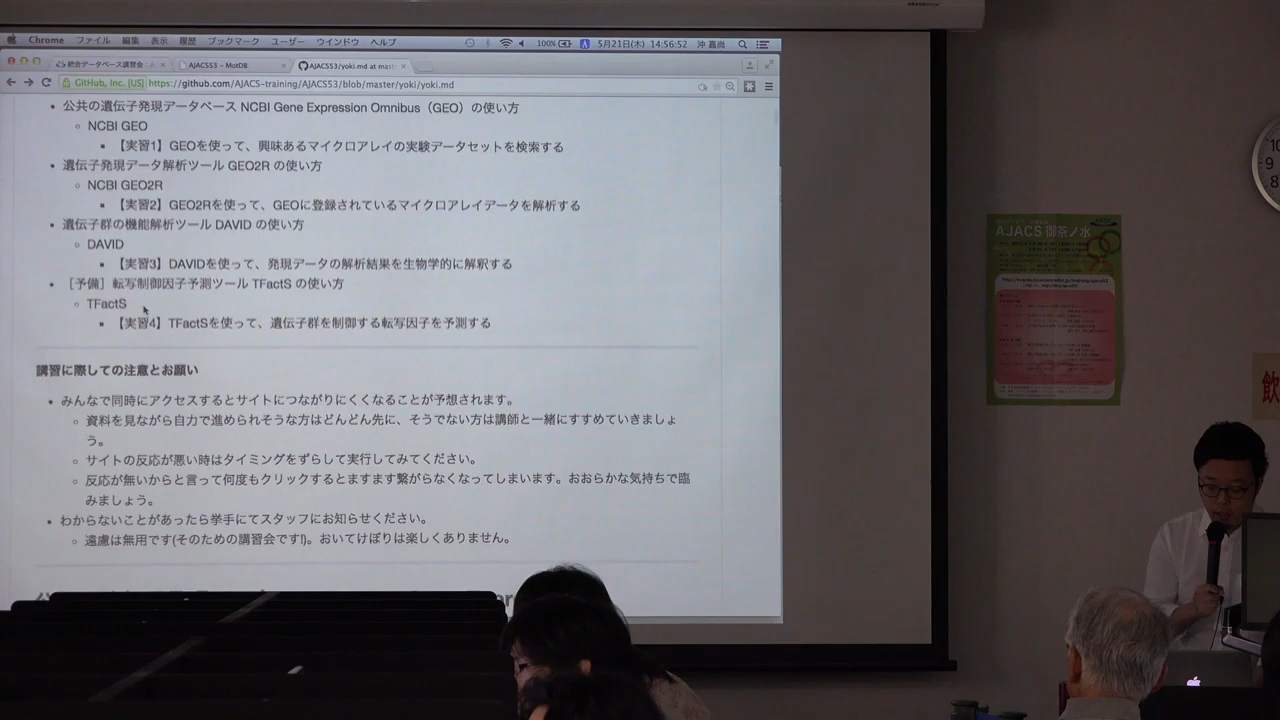 Chrome ファイル 編集 表示 履歴 ブックマーク ユーザー ウインドウ ヘルプ 100% A 5月21日(木) 14:56:52 沖 嘉尚
統合データベース講習会 : A AJACS53 - MotDB AJACS53/yoki.md at mast
GitHub, Inc. [US] https://github.com/AJACS-training/AJACS53/blob/master/yoki/yoki.md
公共の遺伝子発現データベース NCBI Gene Expression Omnibus（GEO）の使い方
NCBI GEO
【実習1】GEOを使って、興味あるマイクロアレイの実験データセットを検索する
遺伝子発現データ解析ツール GEO2R の使い方
NCBI GEO2R
【実習2】GEO2Rを使って、GEOに登録されているマイクロアレイデータを解析する
遺伝子群の機能解析ツール DAVID の使い方
DAVID
【実習3】DAVIDを使って、発現データの解析結果を生物学的に解釈する
［予備］転写制御因子予測ツール TFactS の使い方
TFactS
【実習4】TFactSを使って、遺伝子群を制御する転写因子を予測する
講習に際しての注意とお願い
みんなで同時にアクセスするとサイトにつながりにくくなることが予想されます。
資料を見ながら自力で進められそうな方はどんどん先に、そうでない方は講師と一緒にすすめていきましょ
う。
サイトの反応が悪い時はタイミングをずらして実行してみてください。
反応が無いからと言って何度もクリックするとますます繋がらなくなってしまいます。おおらかな気持ちで臨
みましょう。
わからないことがあったら挙手にてスタッフにお知らせください。
遠慮は無用です(そのための講習会です!)。おいてけぼりは楽しくありません。
AJACS 御茶ノ水
飲
10
9
8